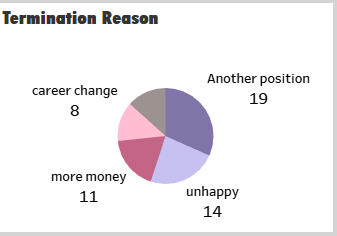 Termination Reason
Another position
19
career change
8
more money
11
unhappy
14